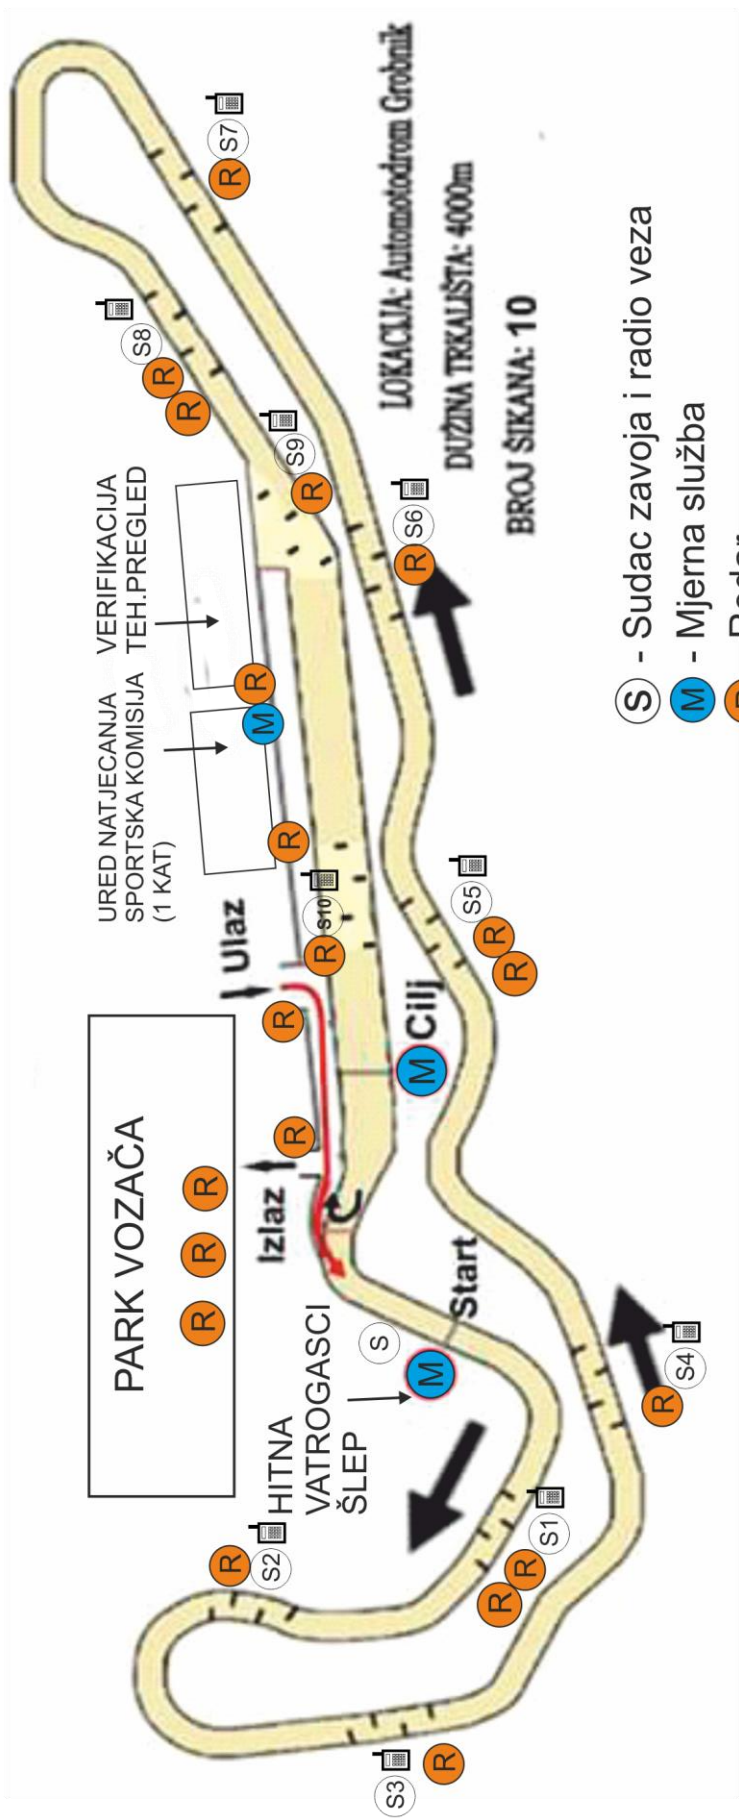 PARK VOZAČA
R
R
R
Izlaz
Ulaz
R
R
URED NATJECANJA
SPORTSKA KOMISIJA
(1 KAT)
VERIFIKACIJA
TEH.PREGLED
R
M
R
HITNA
VATROGASCI
ŠLEP
S
M
Start
M
Cilj
R
S1
R
R
R
S2
S3
R
R
S4
S5
R
R
R
S6
R
S7
S8
R
R
S9
R
S10
LOKACIJA: Automotodrom Grobnik
DUŽINA TRKALIŠTA: 4000m
BROJ ŠIKANA: 10
S - Sudac zavoja i radio veza
M - Mjerna služba